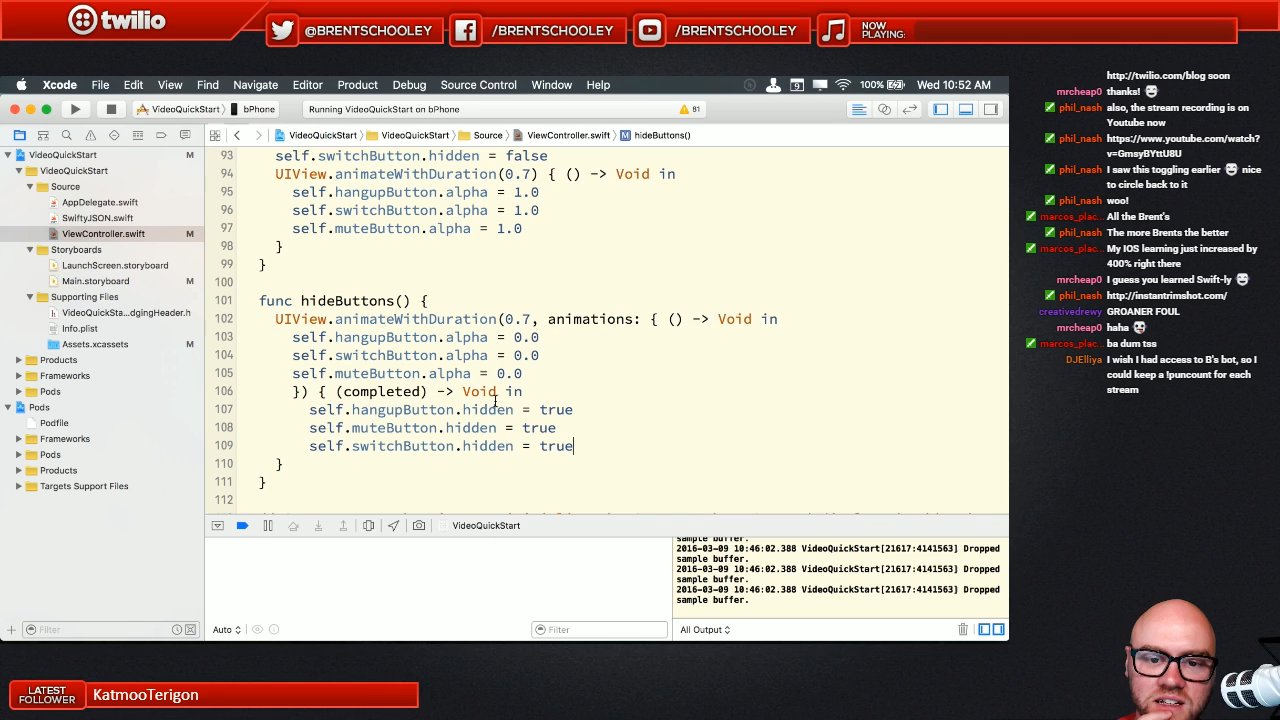 twilio
@BRENTSCHOOLEY
/BRENTSCHOOLEY
/BRENTSCHOOLEY
NOW
PLAYING:
Xcode File Edit View Find Navigate Editor Product Debug Source Control Window Help
9
100%
Wed 10:52 AM
VideoQuickStart
bPhone
Running VideoQuickStart on bPhone
81
VideoQuickStart
VideoQuickStart
Source
ViewController.swift
M
hideButtons()
VideoQuickStart M
VideoQuickStart
Source
AppDelegate.swift
SwiftyJSON.swift
ViewController.swift M
Storyboards
LaunchScreen.storyboard
Main.storyboard M
Supporting Files
VideoQuickSta...dgingHeader.h
Info.plist
Assets.xcassets M
Products
Frameworks
Pods
Pods
Podfile
Frameworks
Pods
Products
Targets Support Files
Filter
93 self.switchButton.hidden = false
94 UIView.animateWithDuration(0.7) { () -> Void in
95 self.hangupButton.alpha = 1.0
96 self.switchButton.alpha = 1.0
97 self.muteButton.alpha = 1.0
98 }
99 }
100
101 func hideButtons() {
102 UIView.animateWithDuration(0.7, animations: { () -> Void in
103 self.hangupButton.alpha = 0.0
104 self.switchButton.alpha = 0.0
105 self.muteButton.alpha = 0.0
106 }) { (completed) -> Void in
107 self.hangupButton.hidden = true
108 self.muteButton.hidden = true
109 self.switchButton.hidden = true
110 }
111 }
112
VideoQuickStart
sample buffer.
2016-03-09 10:46:02.388 VideoQuickStart[21617:4141563] Dropped
sample buffer.
2016-03-09 10:46:02.388 VideoQuickStart[21617:4141563] Dropped
sample buffer.
2016-03-09 10:46:02.388 VideoQuickStart[21617:4141563] Dropped
sample buffer.
Auto
Filter
All Output
http://twilio.com/blog soon
mrcheap0 thanks!
phil_nash also, the stream recording is on
Youtube now
phil_nash https://www.youtube.com/watch?
v=GmsyBYttU8U
phil_nash I saw this toggling earlier nice
to circle back to it
phil_nash woo!
marcos_plac... All the Brent's
phil_nash The more Brents the better
marcos_plac... My IOS learning just increased by
400% right there
mrcheap0 I guess you learned Swift-ly
phil_nash http://instantrimshot.com/
creativedrewy GROANER FOUL
mrcheap0 haha
marcos_plac... ba dum tss
DJElliya I wish I had access to B's bot, so I
could keep a !puncount for each
stream
LATEST
FOLLOWER
KatmooTerigon